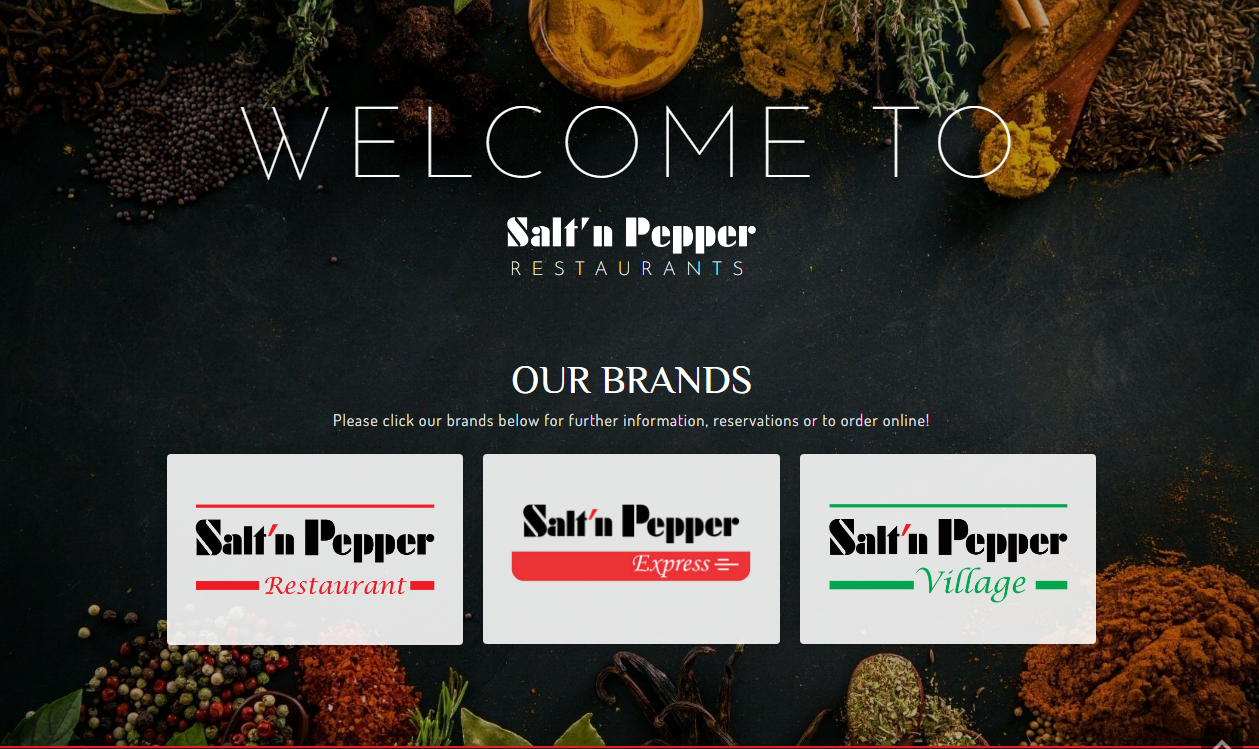 WELCOME TO
Salt'n Pepper
RESTAURANTS
OUR BRANDS
Please click our brands below for further information, reservations or to order online!
Salt'n Pepper
Restaurant
Salt'n Pepper
Express
Salt'n Pepper
Village